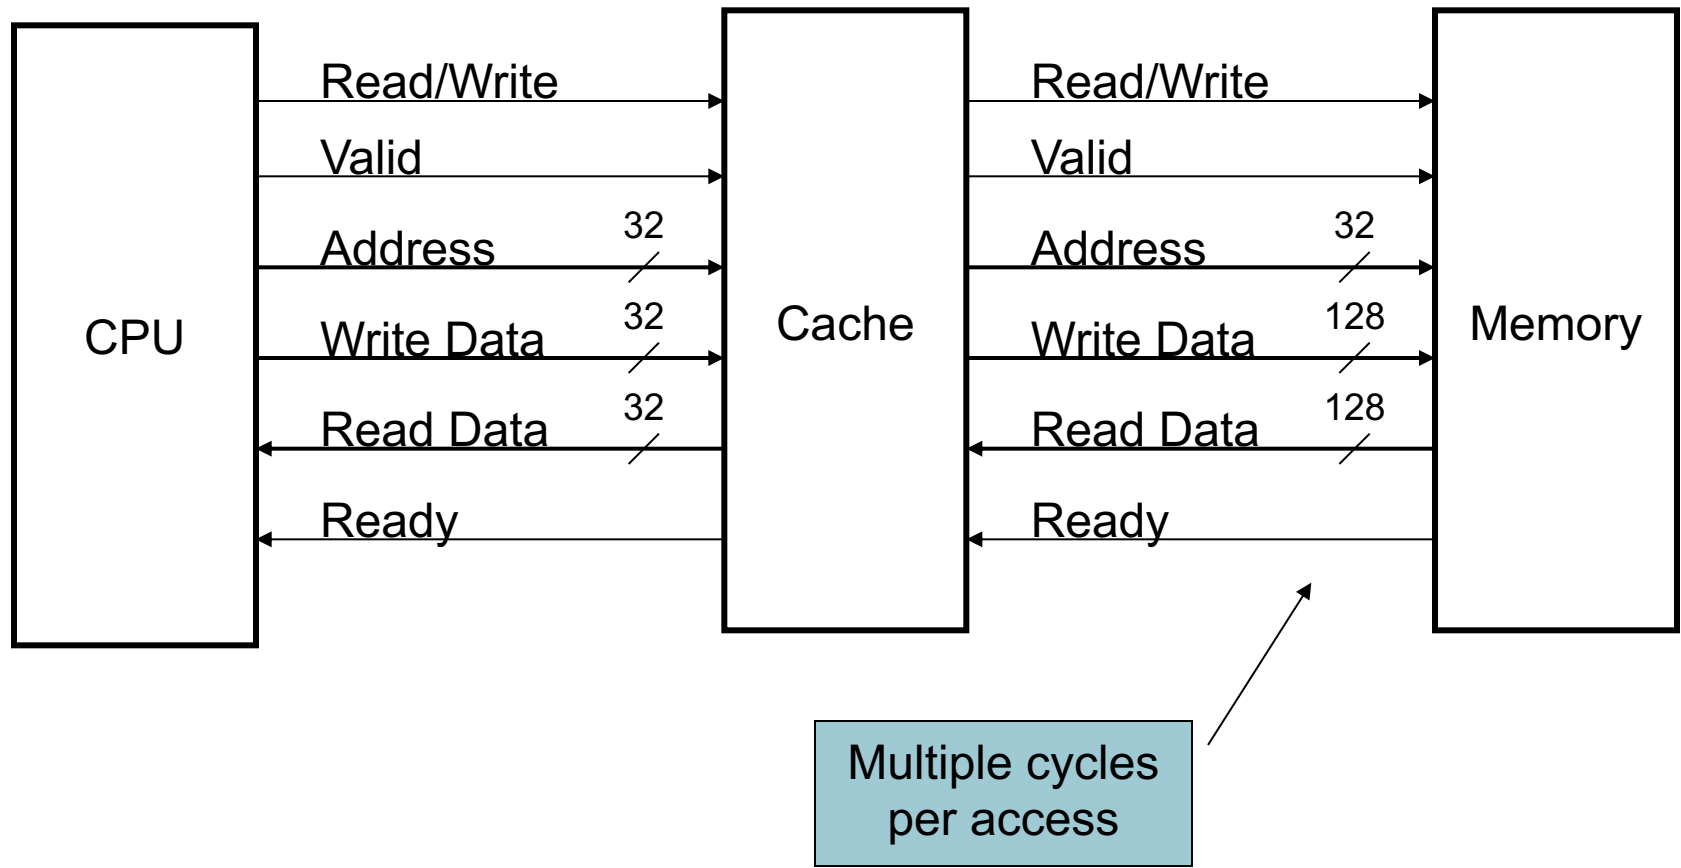 Read/Write
Read/Write
Valid
Valid
32
32
Address
Address
32
128
CPU
Write Data
Cache
Write Data
Memory
32
128
Read Data
Read Data
Ready
Ready
Multiple cycles
per access